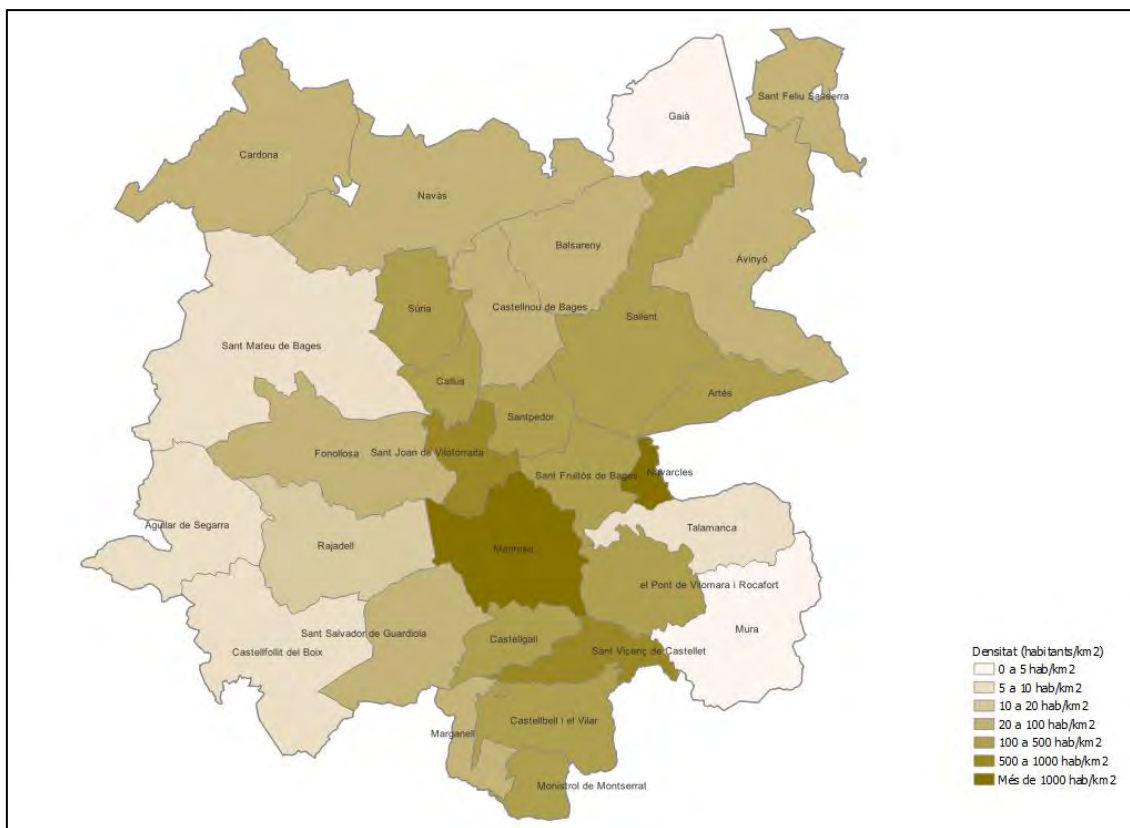 Gaià
Sant Feliu Sasserra
Cardona
Navàs
Balsareny
Avinyó
Castellnou de Bages
Súria
Sallent
Sant Mateu de Bages
Callús
Artés
Santpedor
Fonollosa
Sant Joan de Vilatorrada
Sant Fruitós de Bages
Navarcles
Aguilar de Segarra
Talamanca
Rajadell
Manresa
el Pont de Vilomara i Rocafort
Mura
Sant Salvador de Guardiola
Castellgalí
Castellfollit del Boix
Sant Vicenç de Castellet
Castellbell i el Vilar
Marganell
Monistrol de Montserrat
Densitat (habitants/km2)
0 a 5 hab/km2
5 a 10 hab/km2
10 a 20 hab/km2
20 a 100 hab/km2
100 a 500 hab/km2
500 a 1000 hab/km2
Més de 1000 hab/km2